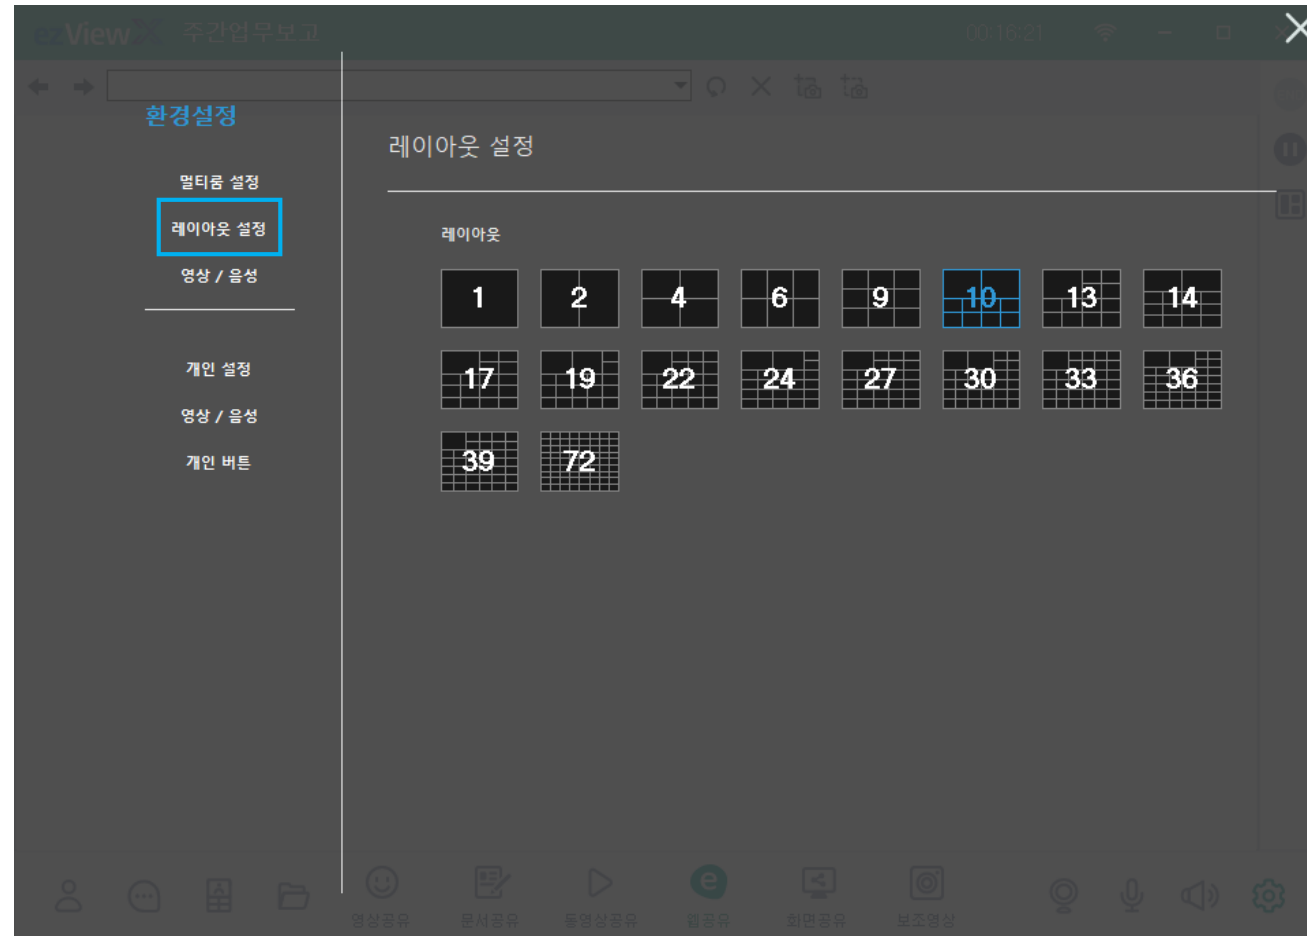 ezViewX 주간업무보고 00:16:21
환경설정
멀티룸 설정
레이아웃 설정
영상 / 음성
개인 설정
영상 / 음성
개인 버튼
레이아웃 설정
레이아웃
1 2 4 6 9 10 13 14
17 19 22 24 27 30 33 36
39 72
영상공유 문서공유 동영상공유 웹공유 화면공유 보조영상